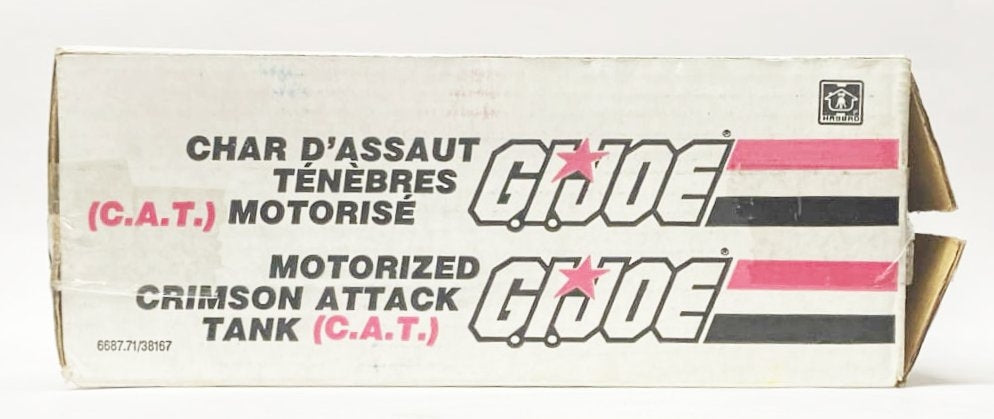 HASBRO
CHAR D'ASSAUT
TÉNÈBRES
(C.A.T.) MOTORISÉ
G.I.JOE ®
MOTORIZED
CRIMSON ATTACK
TANK (C.A.T.)
G.I.JOE ®
6687.71/38167